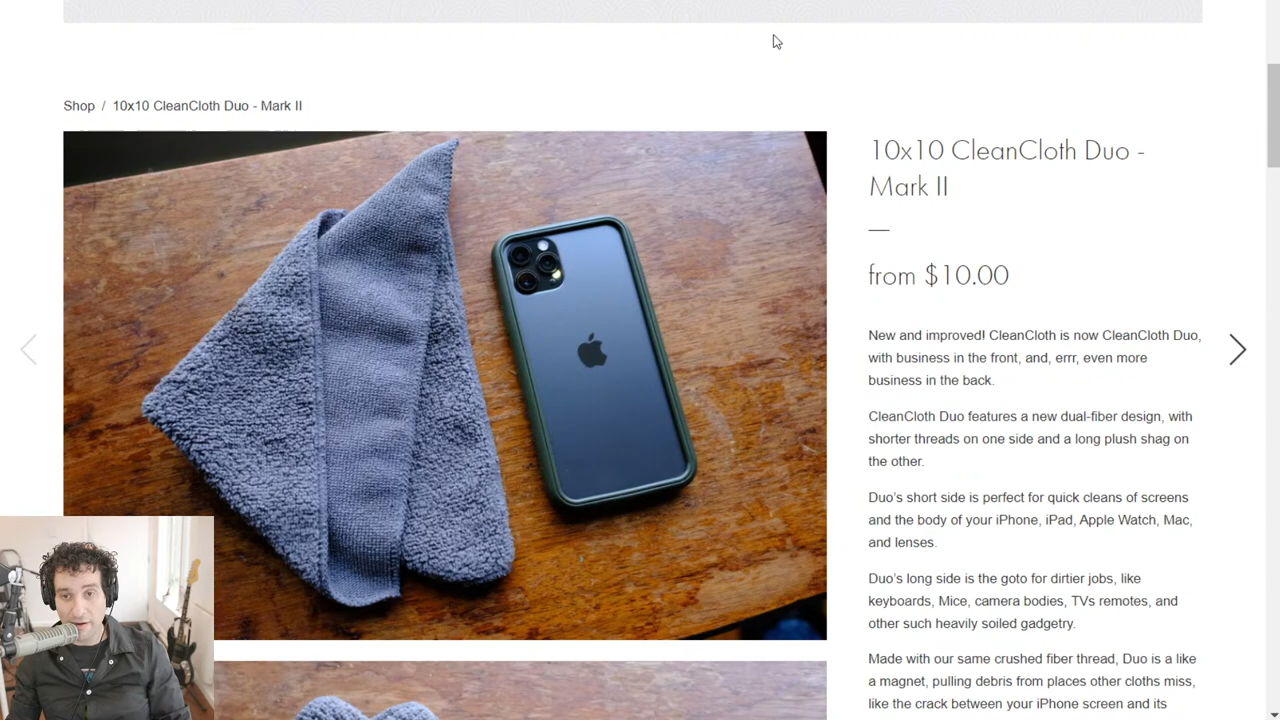 Shop / 10x10 CleanCloth Duo - Mark II
10x10 CleanCloth Duo -
Mark II
from $10.00
New and improved! CleanCloth is now CleanCloth Duo,
with business in the front, and, errr, even more
business in the back.
CleanCloth Duo features a new dual-fiber design, with
shorter threads on one side and a long plush shag on
the other.
Duo's short side is perfect for quick cleans of screens
and the body of your iPhone, iPad, Apple Watch, Mac,
and lenses.
Duo's long side is the goto for dirtier jobs, like
keyboards, Mice, camera bodies, TVs remotes, and
other such heavily soiled gadgetry.
Made with our same crushed fiber thread, Duo is a like
a magnet, pulling debris from places other cloths miss,
like the crack between your iPhone screen and its